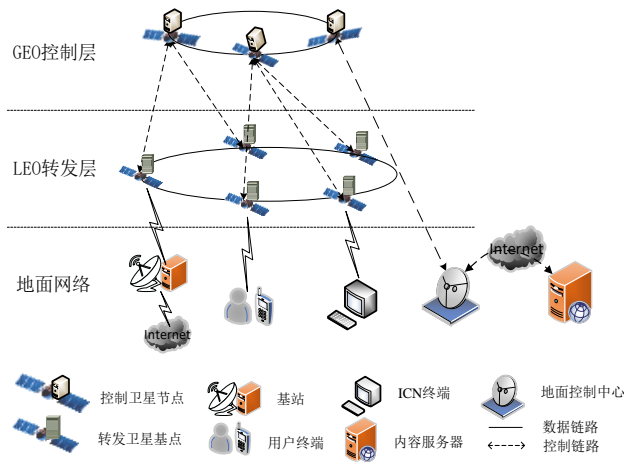 GEO控制层
LEO转发层
地面网络
Internet
Internet
控制卫星节点
基站
ICN终端
地面控制中心
数据链路
控制链路
转发卫星基点
用户终端
内容服务器